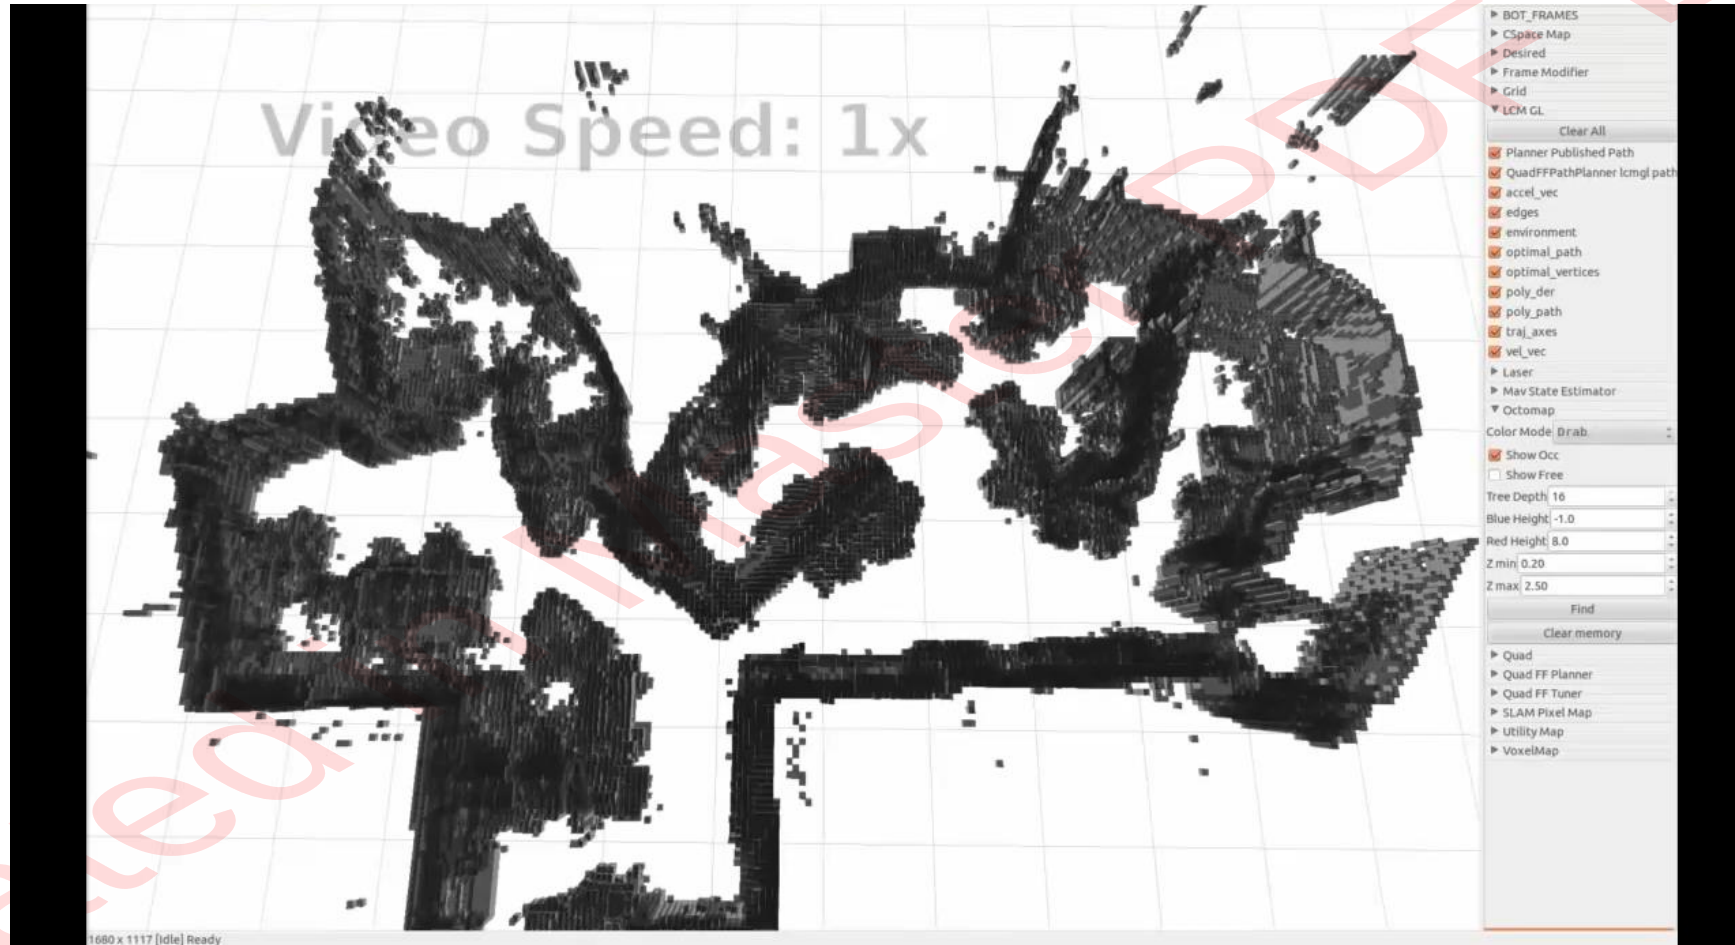 Video Speed: 1x
BOT_FRAMES
CSpace Map
Desired
Frame Modifier
Grid
LCM GL
Clear All
Planner Published Path
QuadFFPathPlanner lcmgl path
accel_vec
edges
environment
optimal_path
optimal_vertices
poly_der
poly_path
traj_axes
vel_vec
Laser
Mav State Estimator
Octomap
Color Mode Drab
Show Occ
Show Free
Tree Depth 16
Blue Height -1.0
Red Height 8.0
Z min 0.20
Z max 2.50
Find
Clear memory
Quad
Quad FF Planner
Quad FF Tuner
SLAM Pixel Map
Utility Map
VoxelMap
1680 x 1117 [Idle] Ready